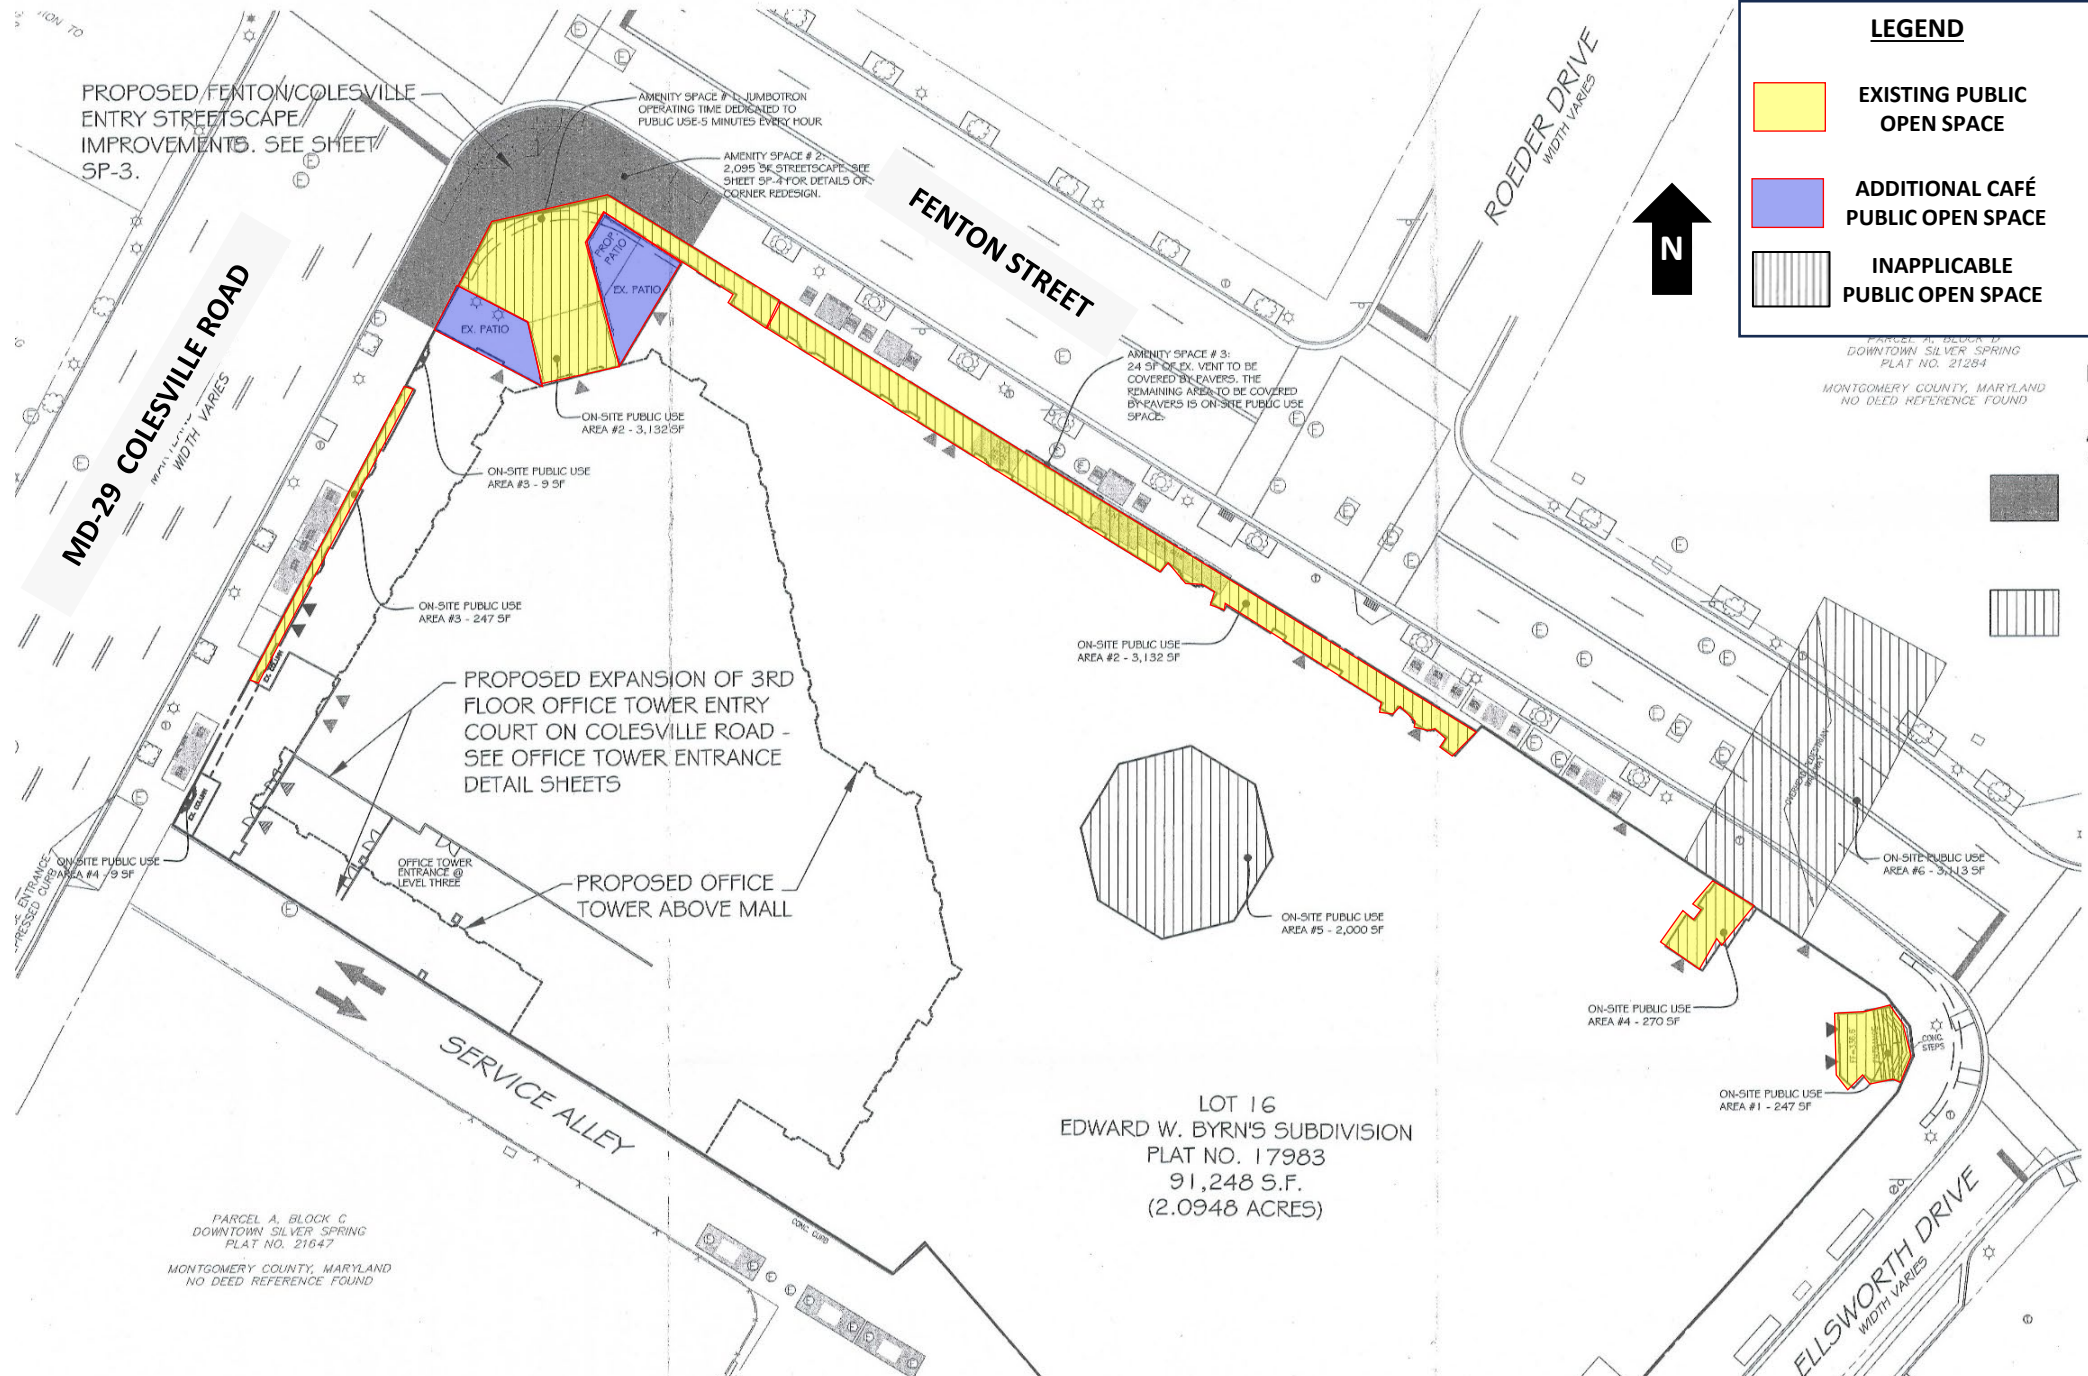 LEGEND
EXISTING PUBLIC
OPEN SPACE
ADDITIONAL CAFÉ
PUBLIC OPEN SPACE
INAPPLICABLE
PUBLIC OPEN SPACE
N
PROPOSED FENTON/COLESVILLE
ENTRY STREETSCAPE
IMPROVEMENTS. SEE SHEET
SP-3.
AMENITY SPACE # 1: JUMBOTRON
OPERATING TIME DEDICATED TO
PUBLIC USE-5 MINUTES EVERY HOUR
AMENITY SPACE # 2:
2,095 SF STREETSCAPE. SEE
SHEET SP-4 FOR DETAILS OF
CORNER REDESIGN.
FENTON STREET
ROEDER DRIVE
WIDTH VARIES
MD-29 COLESVILLE ROAD
WIDTH VARIES
PROP.
PATIO
EX. PATIO
EX. PATIO
PARCEL A, BLOCK D
DOWNTOWN SILVER SPRING
PLAT NO. 21284
MONTGOMERY COUNTY, MARYLAND
NO DEED REFERENCE FOUND
AMENITY SPACE # 3:
24 SF OF EX. VENT TO BE
COVERED BY PAVERS. THE
REMAINING AREA TO BE COVERED
BY PAVERS IS ON-SITE PUBLIC USE
SPACE.
ON-SITE PUBLIC USE
AREA #2 - 3,132 SF
ON-SITE PUBLIC USE
AREA #3 - 9 SF
ON-SITE PUBLIC USE
AREA #3 - 247 SF
ON-SITE PUBLIC USE
AREA #2 - 3,132 SF
EX. COLUMN
PROPOSED EXPANSION OF 3RD
FLOOR OFFICE TOWER ENTRY
COURT ON COLESVILLE ROAD -
SEE OFFICE TOWER ENTRANCE
DETAIL SHEETS
EX. COLUMN
ON-SITE PUBLIC USE
AREA #4 - 9 SF
OFFICE TOWER
ENTRANCE @
LEVEL THREE
PROPOSED OFFICE
TOWER ABOVE MALL
ON-SITE PUBLIC USE
AREA #5 - 2,000 SF
OVERHEAD PEDESTRIAN
WALKWAY
ON-SITE PUBLIC USE
AREA #6 - 3,113 SF
ON-SITE PUBLIC USE
AREA #4 - 270 SF
CONC.
STEPS
ON-SITE PUBLIC USE
AREA #1 - 247 SF
SERVICE ALLEY
LOT 16
EDWARD W. BYRN'S SUBDIVISION
PLAT NO. 17983
91,248 S.F.
(2.0948 ACRES)
PARCEL A, BLOCK C
DOWNTOWN SILVER SPRING
PLAT NO. 21647
MONTGOMERY COUNTY, MARYLAND
NO DEED REFERENCE FOUND
CONC. CURB
ELLSWORTH DRIVE
WIDTH VARIES